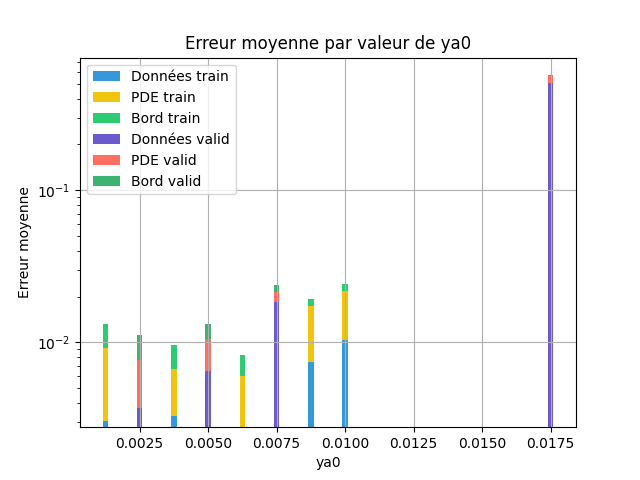 Erreur moyenne par valeur de ya0
Données train
PDE train
Bord train
Données valid
PDE valid
Bord valid
10⁻¹
10⁻²
Erreur moyenne
0.0025 0.0050 0.0075 0.0100 0.0125 0.0150 0.0175
ya0